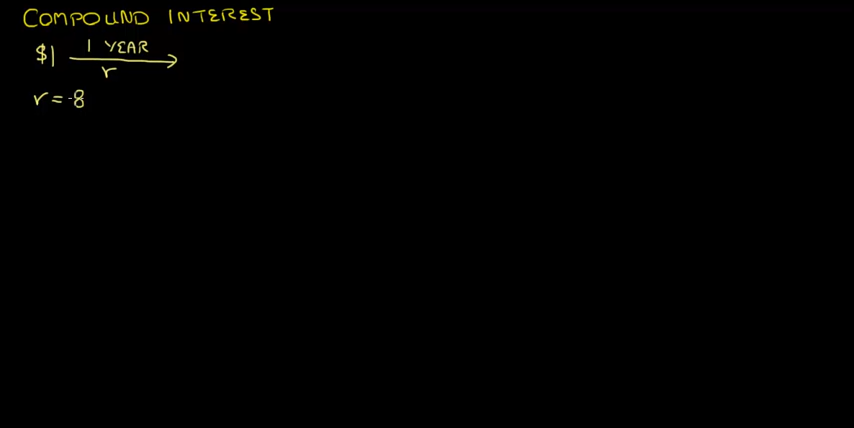 COMPOUND INTEREST
$1 1 YEAR
r
r = .8